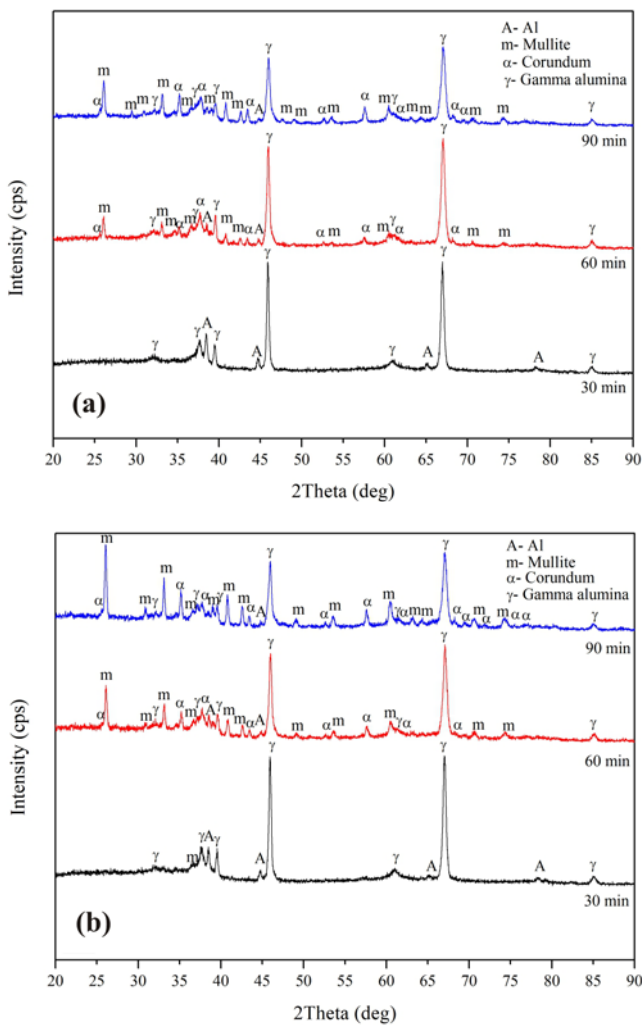 A- Al
m- Mullite
α- Corundum
γ- Gamma alumina
α m m m γ m α m γ α m m γ m m α A γ m m α m α m γ α m m γ α α m m γ
90 min
α m γ m m α m γ α A γ m m α A γ α m α m γ α γ α m m γ
60 min
γ γ A γ A γ γ A γ A γ
30 min
(a)
20 25 30 35 40 45 50 55 60 65 70 75 80 85 90
2Theta (deg)
Intensity (cps)
A- Al
m- Mullite
α- Corundum
γ- Gamma alumina
α m m γ m α m γ α m γ m m α A γ m α m α m γ α m m γ α α m α m α α γ
90 min
α m m γ m α m γ α A γ m m α A γ m α m α m γ α γ α m m γ
60 min
γ m γ A γ A γ γ A γ A γ
30 min
(b)
20 25 30 35 40 45 50 55 60 65 70 75 80 85 90
2Theta (deg)
Intensity (cps)